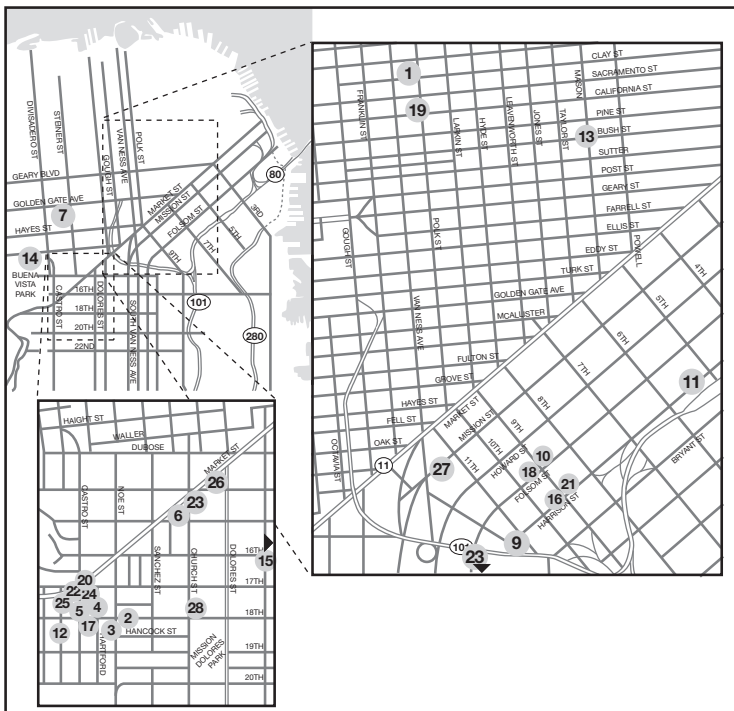 DIVISADERO ST
STEINER ST
GOUGH ST
VAN NESS AVE
POLK ST
GEARY BLVD
GOLDEN GATE AVE
7
HAYES ST
14
BUENA
VISTA
PARK
MARKET ST
MISSION ST
FOLSOM ST
9TH
7TH
5TH
3RD
80
101
280
CASTRO ST
DOLORES ST
SOUTH VAN NESS AVE
16TH
18TH
20TH
22ND
CLAY ST
SACRAMENTO ST
CALIFORNIA ST
PINE ST
BUSH ST
SUTTER
POST ST
GEARY ST
FARRELL ST
ELLIS ST
EDDY ST
TURK ST
GOLDEN GATE AVE
MCALISTER
FULTON ST
GROVE ST
HAYES ST
FELL ST
OAK ST
1
19
13
FRANKLIN ST
LARKIN ST
HYDE ST
LEAVENWORTH ST
JONES ST
TAYLOR ST
MASON
POWELL
GOUGH ST
POLK ST
VAN NESS AVE
OCTAVIA ST
MARKET ST
MISSION ST
HOWARD ST
FOLSOM ST
HARRISON ST
BRYANT ST
4TH
5TH
6TH
7TH
8TH
9TH
10TH
11TH
11
11
27
10
18
21
16
9
101
23
HAIGHT ST
WALLER
DUBOSE
MARKET ST
CASTRO ST
NOE ST
SANCHEZ ST
CHURCH ST
DOLORES ST
26
23
6
16TH
15
17TH
20
22
24
25
5
4
2
28
18TH
12
17
3
HANCOCK ST
HARTFORD
MISSION
DOLORES
PARK
19TH
20TH